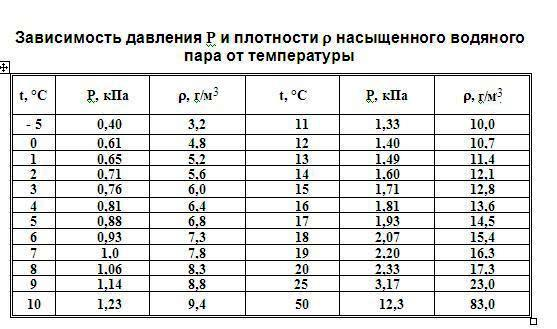 Зависимость давления P и плотности ρ насыщенного водяного
пара от температуры
t, °C P, кПа ρ, г/м³ t, °C P, кПа ρ, г/м³
- 5 0,40 3,2 11 1,33 10,0
0 0,61 4,8 12 1,40 10,7
1 0,65 5,2 13 1,49 11,4
2 0,71 5,6 14 1,60 12,1
3 0,76 6,0 15 1,71 12,8
4 0,81 6,4 16 1,81 13,6
5 0,88 6,8 17 1,93 14,5
6 0,93 7,3 18 2,07 15,4
7 1,0 7,8 19 2,20 16,3
8 1,06 8,3 20 2,33 17,3
9 1,14 8,8 25 3,17 23,0
10 1,23 9,4 50 12,3 83,0